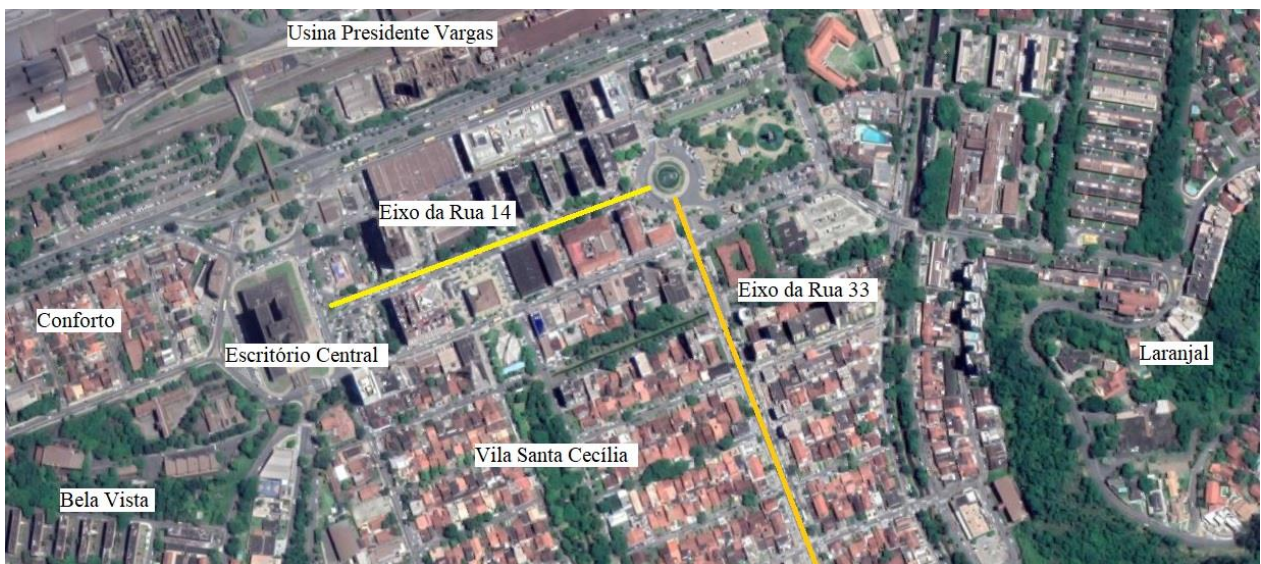 Usina Presidente Vargas
Eixo da Rua 14
Eixo da Rua 33
Conforto
Escritório Central
Laranjal
Vila Santa Cecília
Bela Vista